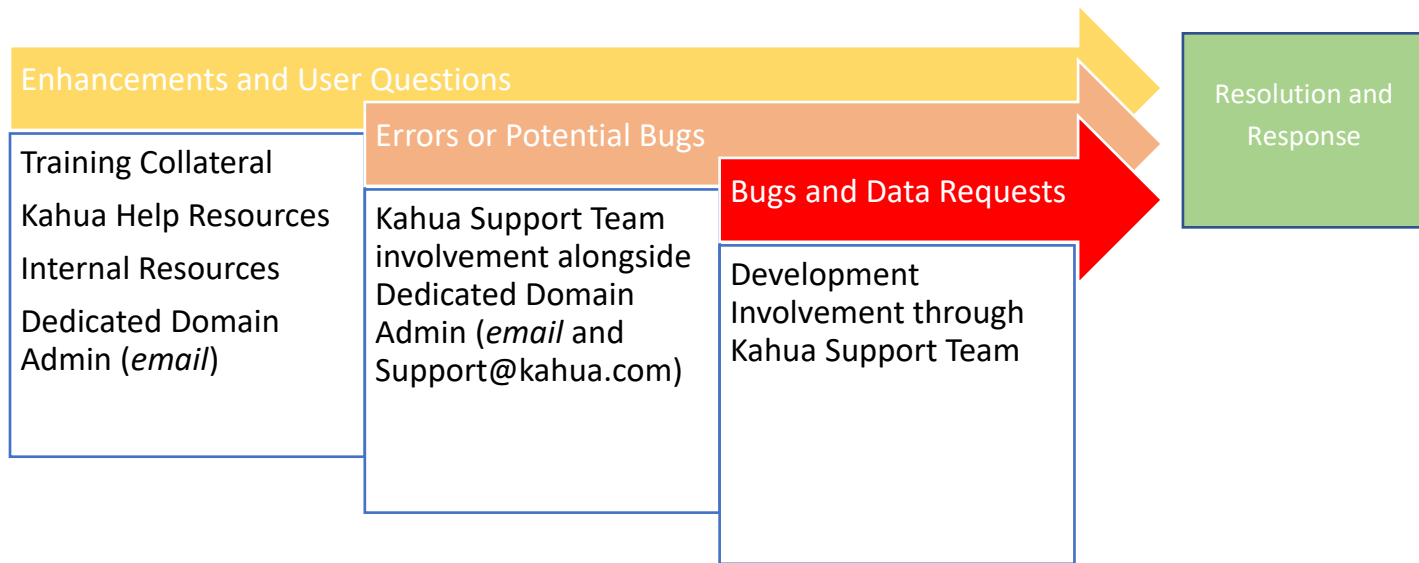 Enhancements and User Questions
Training Collateral
Kahua Help Resources
Internal Resources
Dedicated Domain
Admin (email)
Errors or Potential Bugs
Kahua Support Team
involvement alongside
Dedicated Domain
Admin (email and
Support@kahua.com)
Bugs and Data Requests
Development
Involvement through
Kahua Support Team
Resolution and
Response